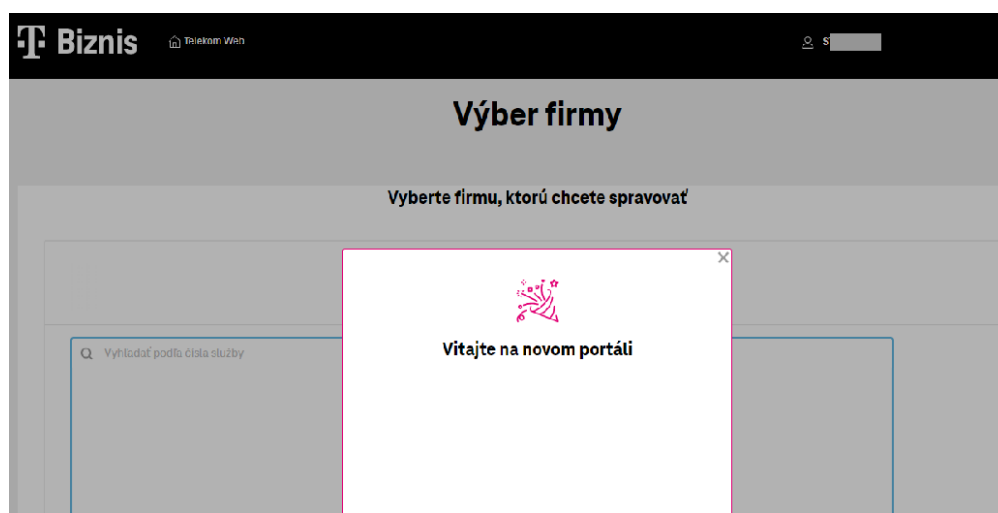 T Biznis Telekom Web S
Výber firmy
Vyberte firmu, ktorú chcete spravovať
×
Vitajte na novom portáli
Vyhľadať podľa čísla služby